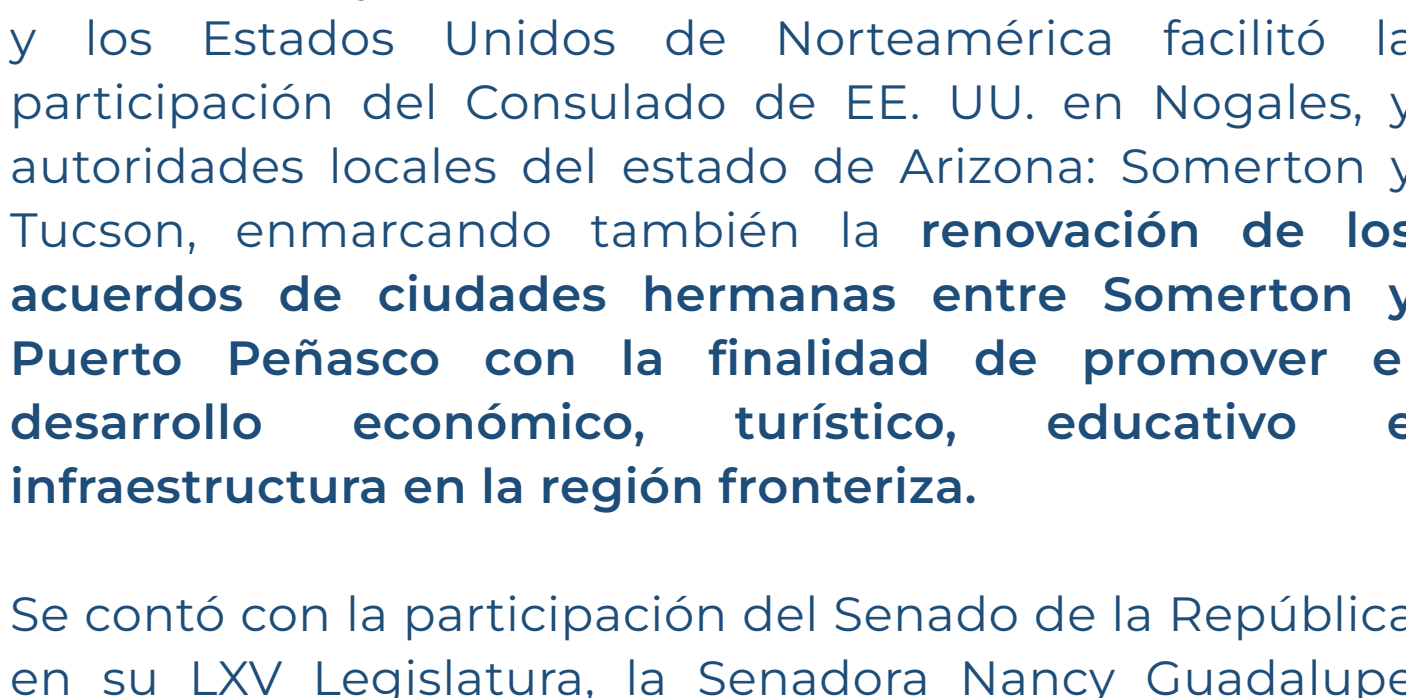 y los Estados Unidos de Norteamérica facilitó la
participación del Consulado de EE. UU. en Nogales, y
autoridades locales del estado de Arizona: Somerton y
Tucson, enmarcando también la renovación de los
acuerdos de ciudades hermanas entre Somerton y
Puerto Peñasco con la finalidad de promover el
desarrollo económico, turístico, educativo e
infraestructura en la región fronteriza.
Se contó con la participación del Senado de la República
en su LXV Legislatura, la Senadora Nancy Guadalupe